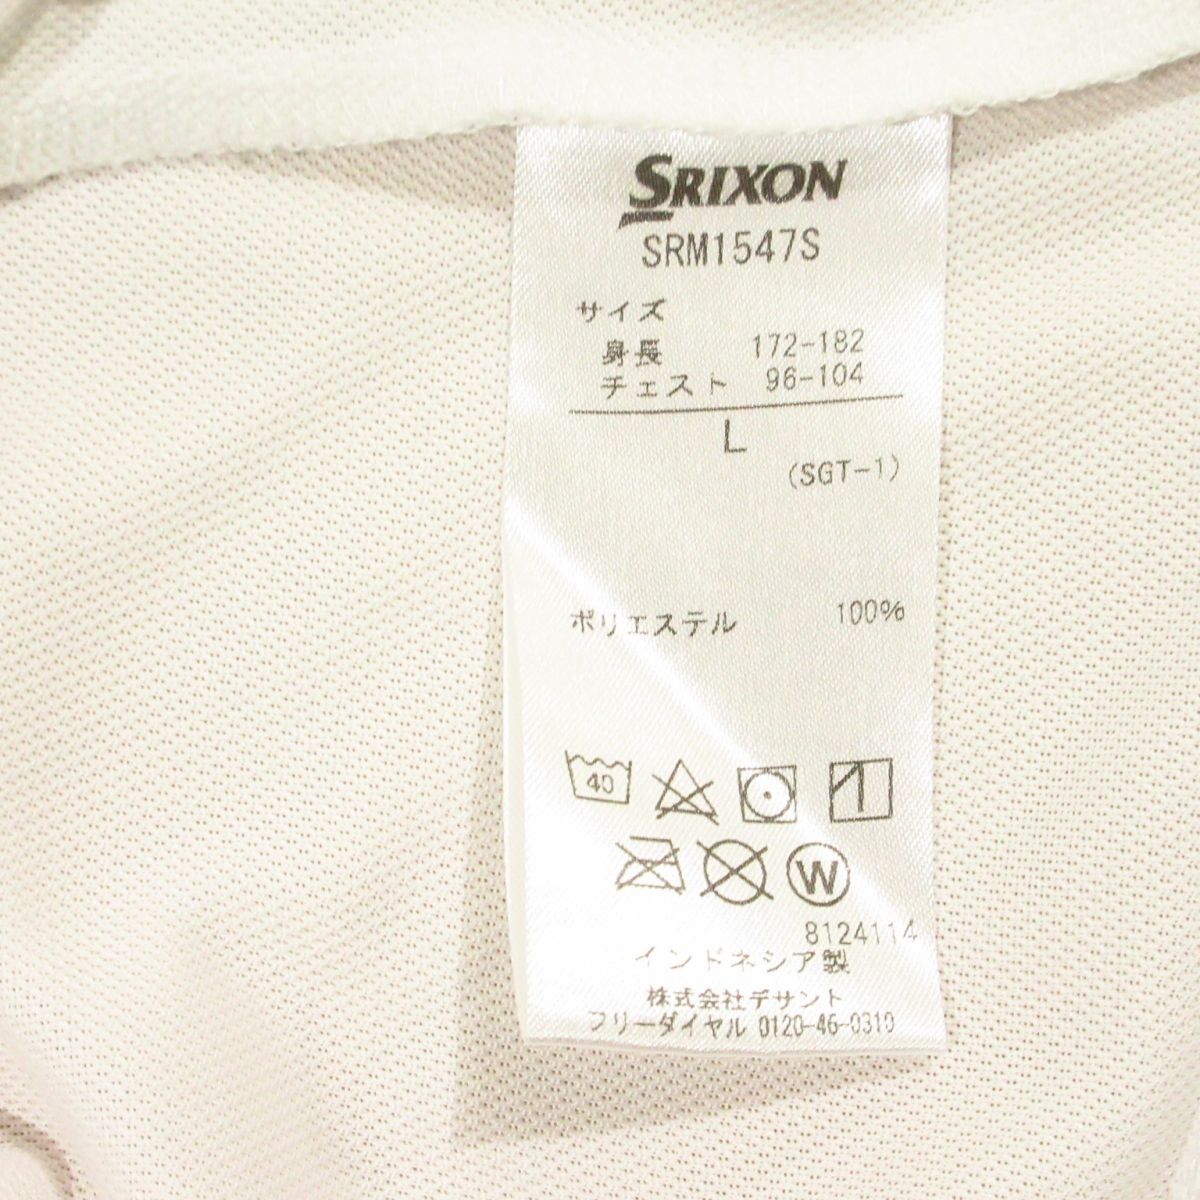 SRIXON
SRM1547S
サイズ
身長 172-182
チェスト 96-104
L
(SGT-1)
ポリエステル 100%
40
W
8124114
インドネシア製
株式会社デサント
フリーダイヤル 0120-46-0310